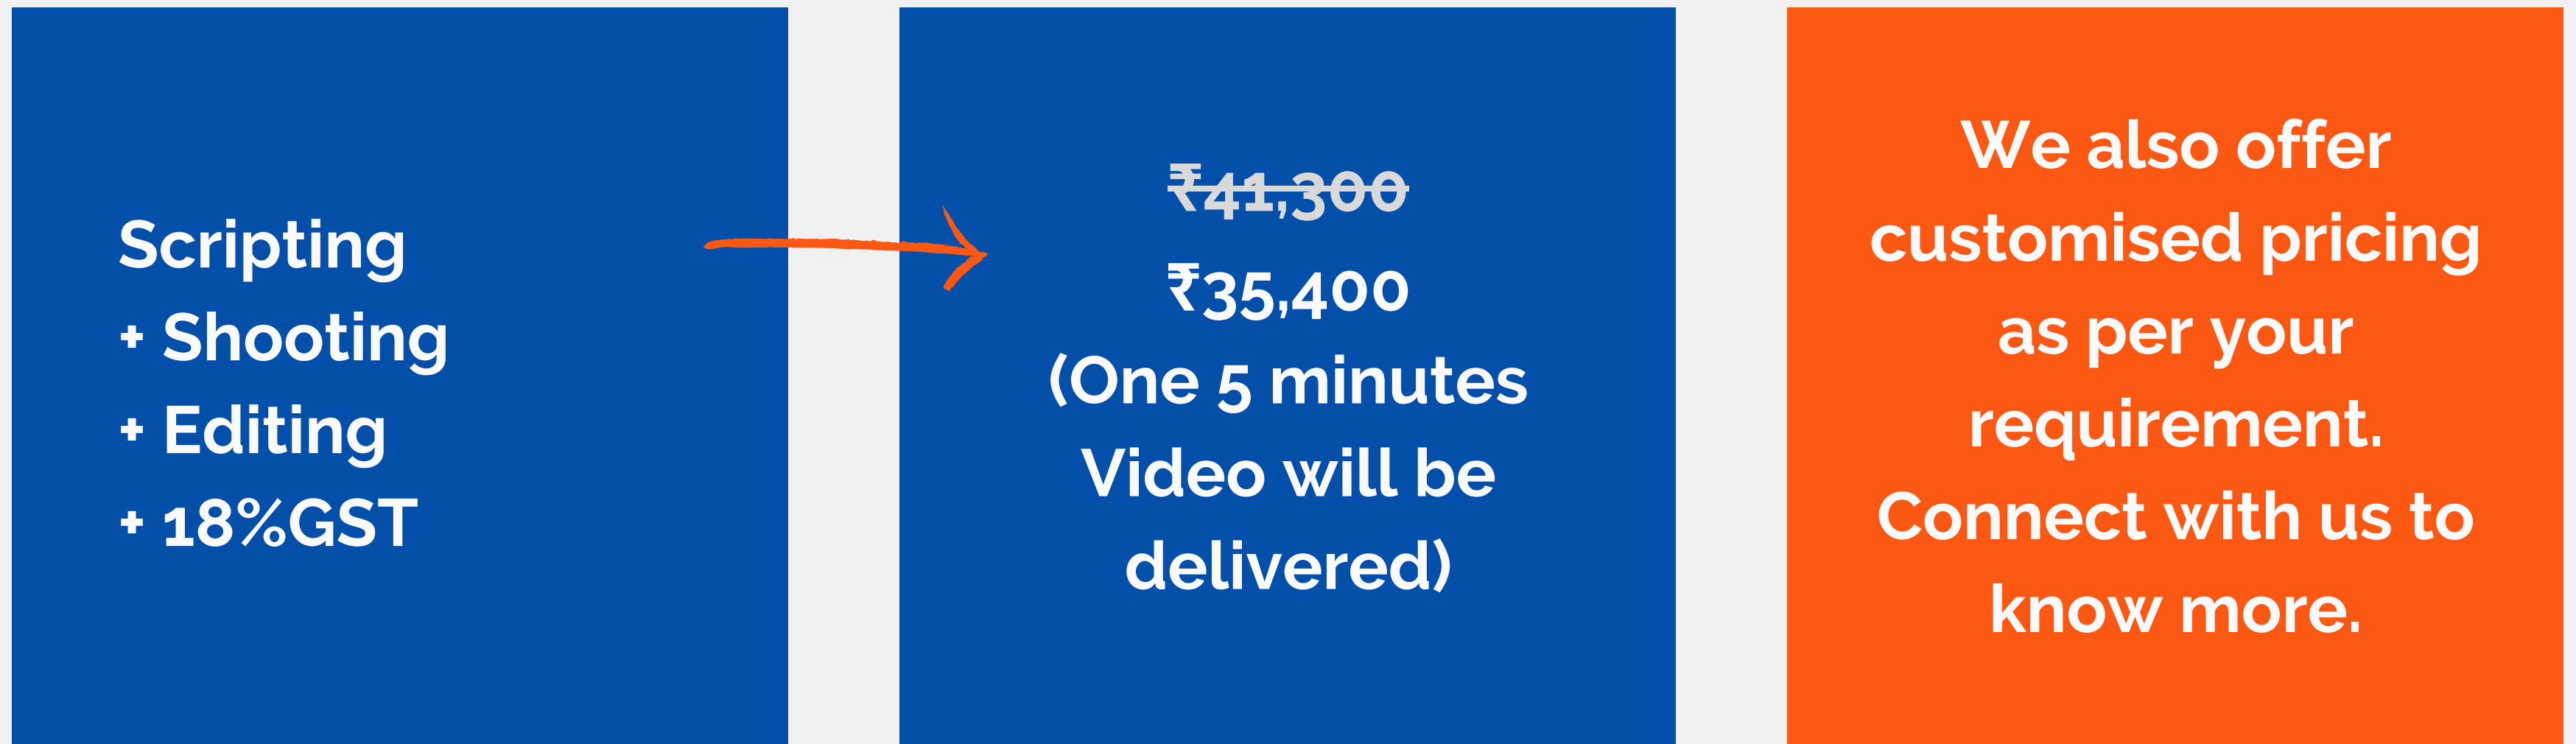 Scripting
+ Shooting
+ Editing
+ 18%GST
₹41,300
₹35,400
(One 5 minutes
Video will be
delivered)
We also offer
customised pricing
as per your
requirement.
Connect with us to
know more.